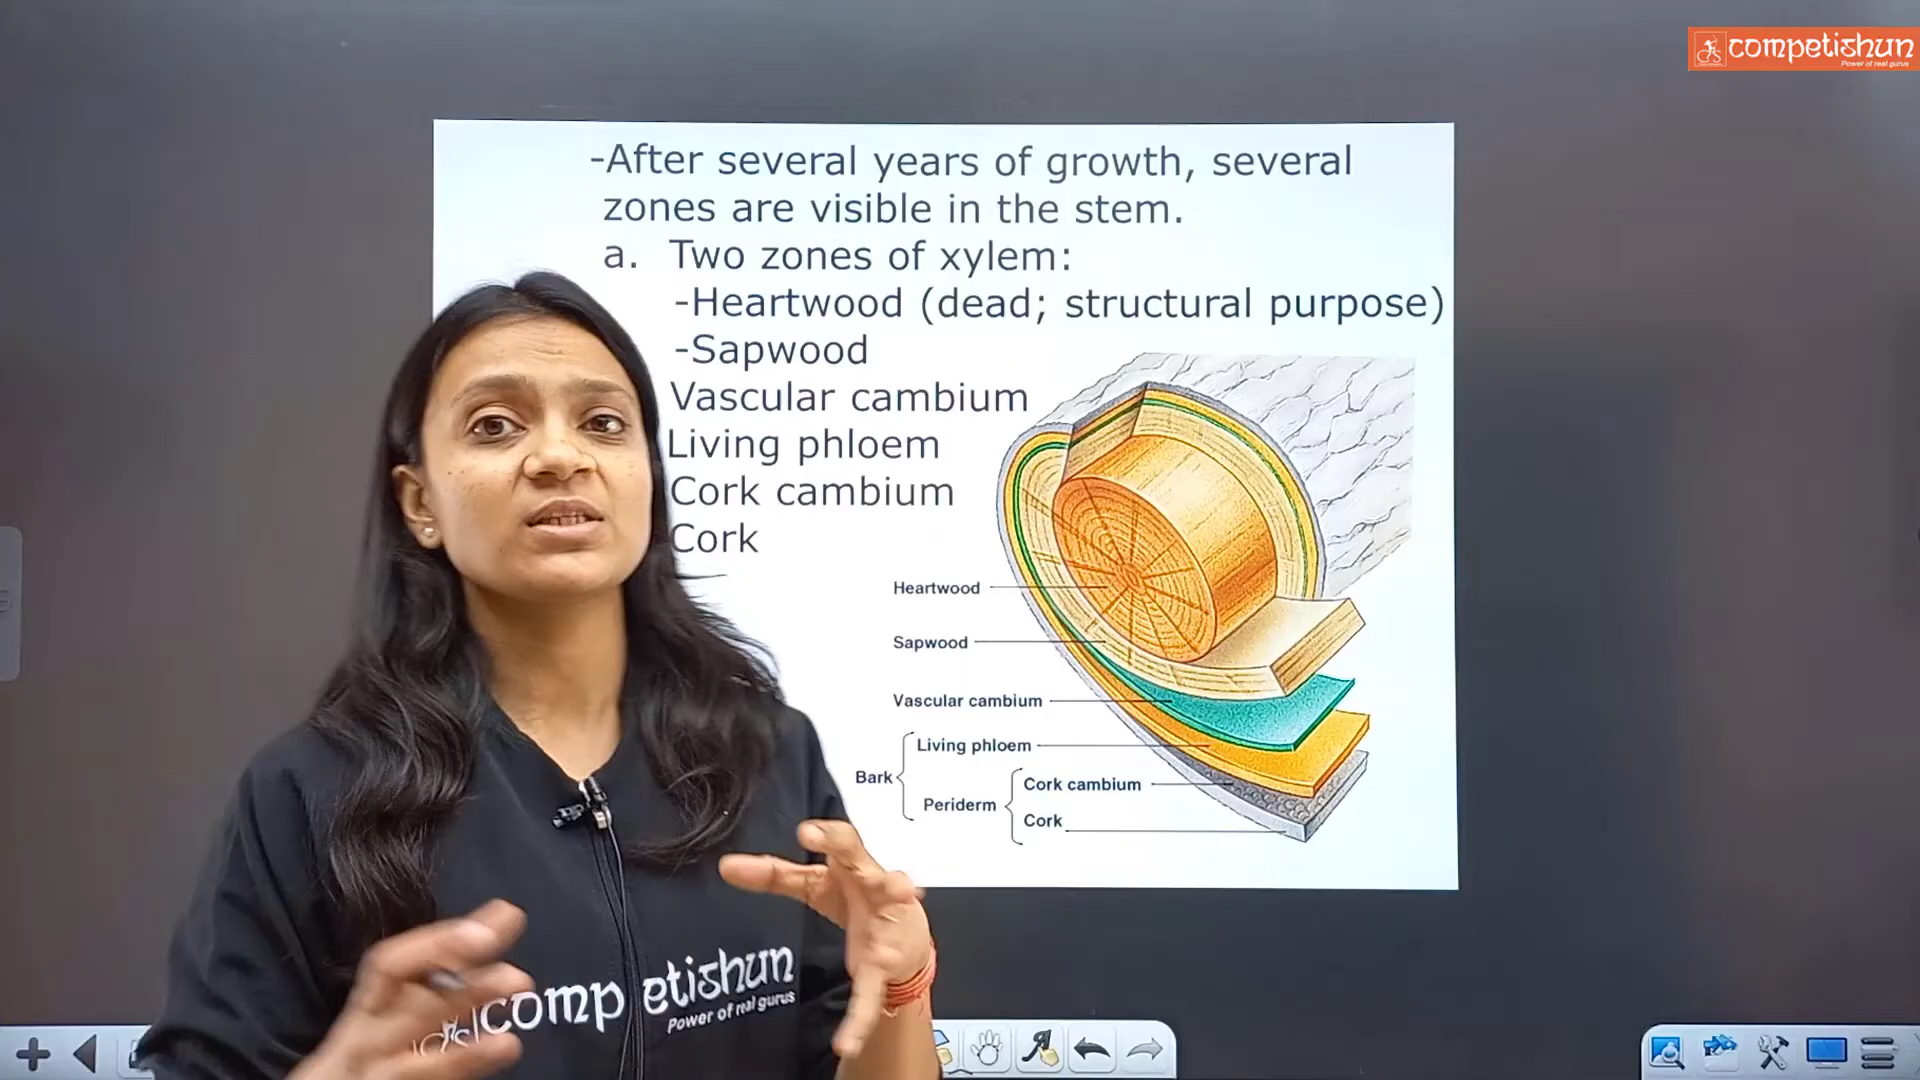 competishun
Power of real gurus
-After several years of growth, several
zones are visible in the stem.
a. Two zones of xylem:
-Heartwood (dead; structural purpose)
-Sapwood
Vascular cambium
Living phloem
Cork cambium
Cork
Heartwood
Sapwood
Vascular cambium
Living phloem
Bark
Cork cambium
Periderm
Cork
competishun
Power of real gurus